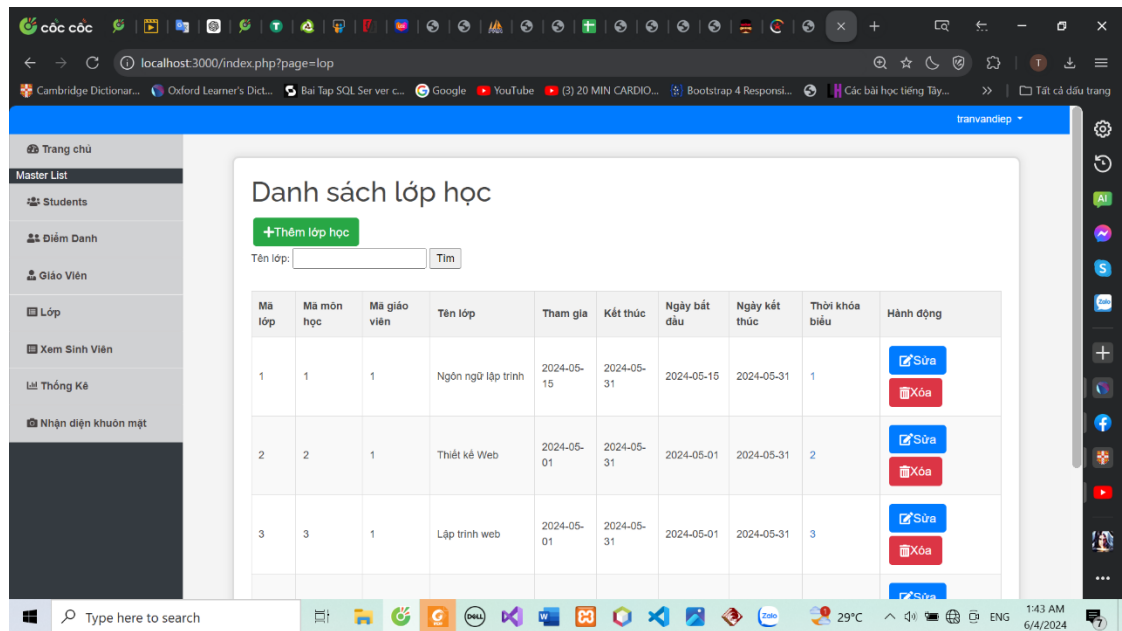 cốc cốc
localhost:3000/index.php?page=lop
Cambridge Dictionar... Oxford Learner's Dict... Bai Tap SQL Ser ver c... Google YouTube (3) 20 MIN CARDIO... Bootstrap 4 Responsi... Các bài học tiếng Tây... >> Tất cả dấu trang
tranvandiep
Trang chủ
Master List
Students
Điểm Danh
Giáo Viên
Lớp
Xem Sinh Viên
Thống Kê
Nhận diện khuôn mặt
Danh sách lớp học
+Thêm lớp học
Tên lớp: Tìm
Mã lớp Mã môn học Mã giáo viên Tên lớp Tham gia Kết thúc Ngày bắt đầu Ngày kết thúc Thời khóa biểu Hành động
1 1 1 Ngôn ngữ lập trình 2024-05-15 2024-05-31 2024-05-15 2024-05-31 1 Sửa
Xóa
2 2 1 Thiết kế Web 2024-05-01 2024-05-31 2024-05-01 2024-05-31 2 Sửa
Xóa
3 3 1 Lập trình web 2024-05-01 2024-05-31 2024-05-01 2024-05-31 3 Sửa
Xóa
Sửa
AI
Zalo
Type here to search
DELL
Zalo
29°C
ENG
1:43 AM
6/4/2024
7